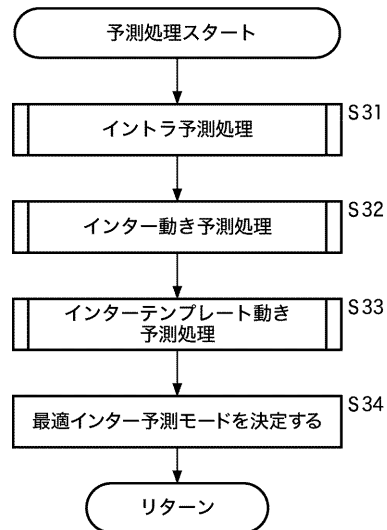 予測処理スタート
S31
イントラ予測処理
S32
インター動き予測処理
S33
インターテンプレート動き
予測処理
S34
最適インター予測モードを決定する
リターン